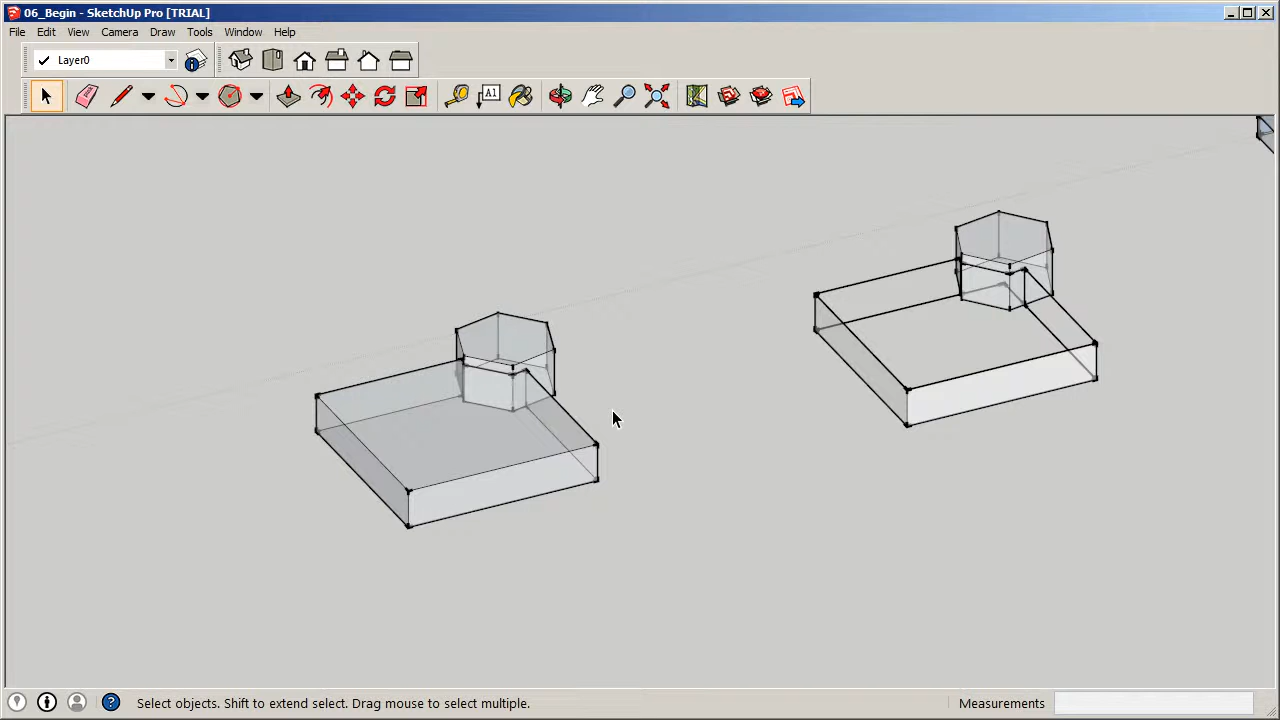 06_Begin - SketchUp Pro [TRIAL]
File Edit View Camera Draw Tools Window Help
Layer0
A1
Select objects. Shift to extend select. Drag mouse to select multiple.
Measurements